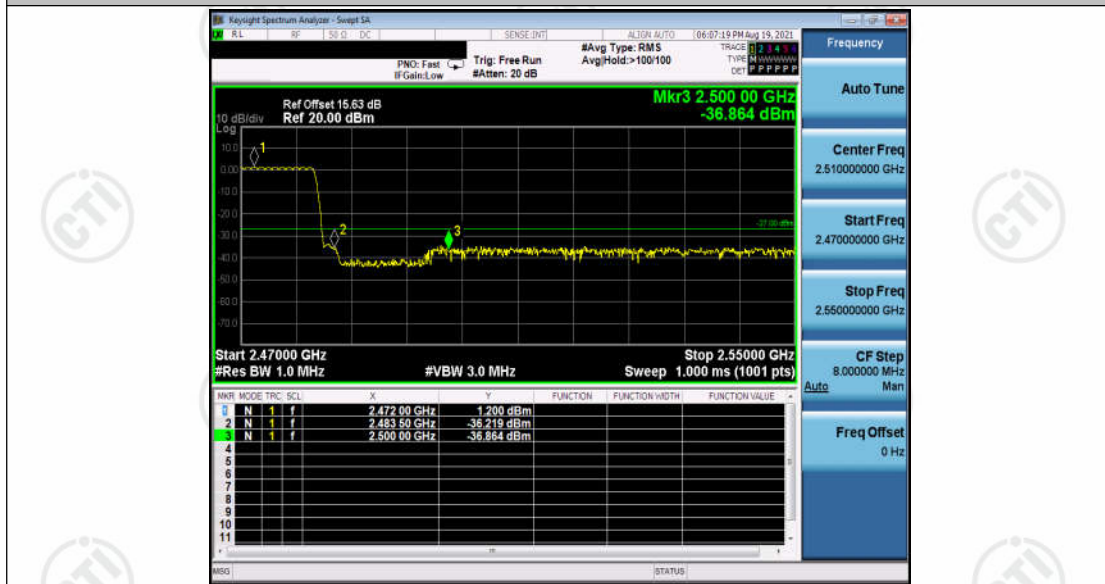 Keysight Spectrum Analyzer - Swept SA
RL RF 50 Ω DC SENSE:INT ALIGN AUTO 06:07:19 PM Aug 19, 2021
PNO: Fast Trig: Free Run #Avg Type: RMS TRACE 1 2 3 4 5 6
IFGain:Low #Atten: 20 dB Avg|Hold:>100/100 TYPE M WWWWW
DET P P P P P P
Frequency
Auto Tune
Mkr3 2.500 00 GHz
-36.864 dBm
Ref Offset 15.63 dB
10 dB/div Ref 20.00 dBm
Log
10.0
0.00
-10.0
-20.0
-30.0
-40.0
-50.0
-60.0
-70.0
1
2
3
-27.00 dBm
Center Freq
2.510000000 GHz
Start Freq
2.470000000 GHz
Stop Freq
2.550000000 GHz
CF Step
8.000000 MHz
Auto Man
Freq Offset
0 Hz
Start 2.47000 GHz Stop 2.55000 GHz
#Res BW 1.0 MHz #VBW 3.0 MHz Sweep 1.000 ms (1001 pts)
MKR MODE TRC SCL X Y FUNCTION FUNCTION WIDTH FUNCTION VALUE
1 N 1 f 2.472 00 GHz 1.200 dBm
2 N 1 f 2.483 50 GHz -36.219 dBm
3 N 1 f 2.500 00 GHz -36.864 dBm
4
5
6
7
8
9
10
11
MSG STATUS
CTI
CTI
CTI
CTI